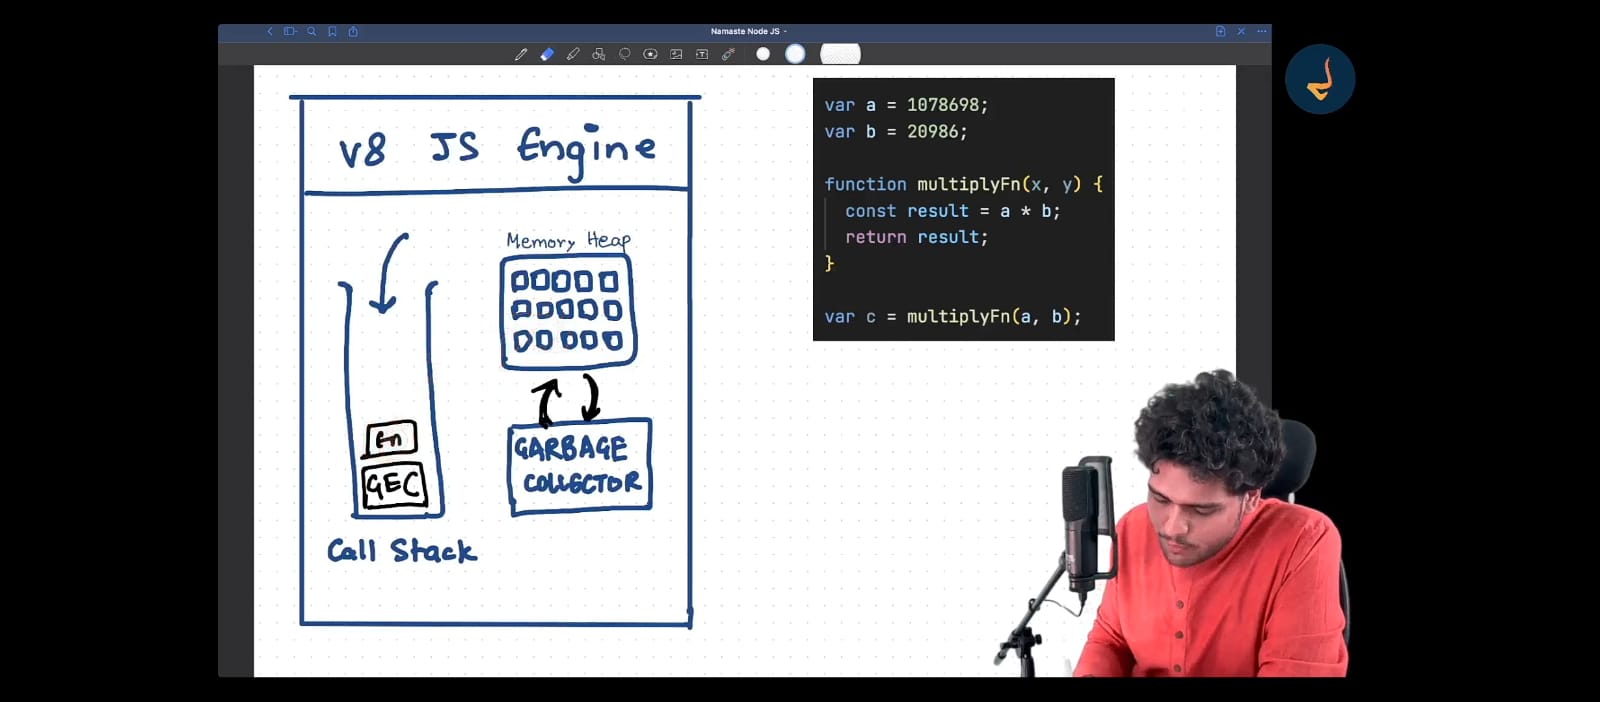 Namaste Node JS
V8 JS Engine
Memory Heap
GARBAGE
COLLECTOR
fn
GEC
Call Stack
var a = 1078698;
var b = 20986;
function multiplyFn(x, y) {
const result = a * b;
return result;
}
var c = multiplyFn(a, b);